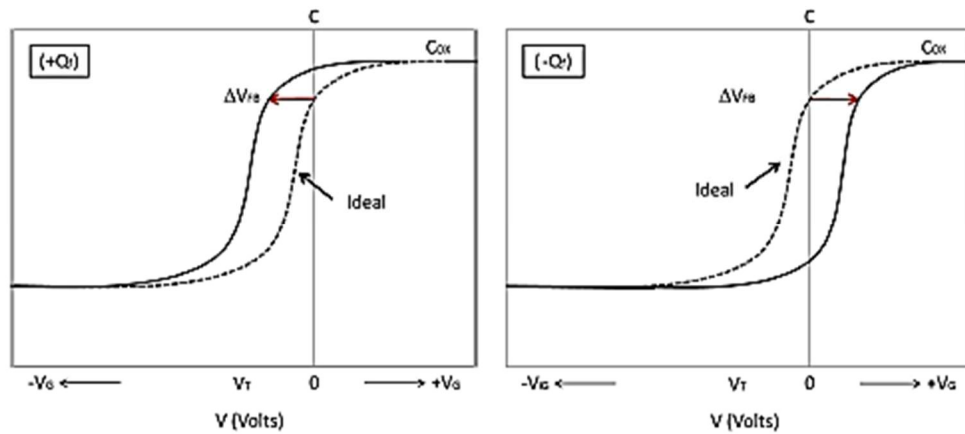 C
(+Qf)
Cox
ΔVFB
Ideal
-VG
VT
0
+VG
V (Volts)
C
(-Qf)
Cox
ΔVFB
Ideal
-VG
VT
0
+VG
V (Volts)